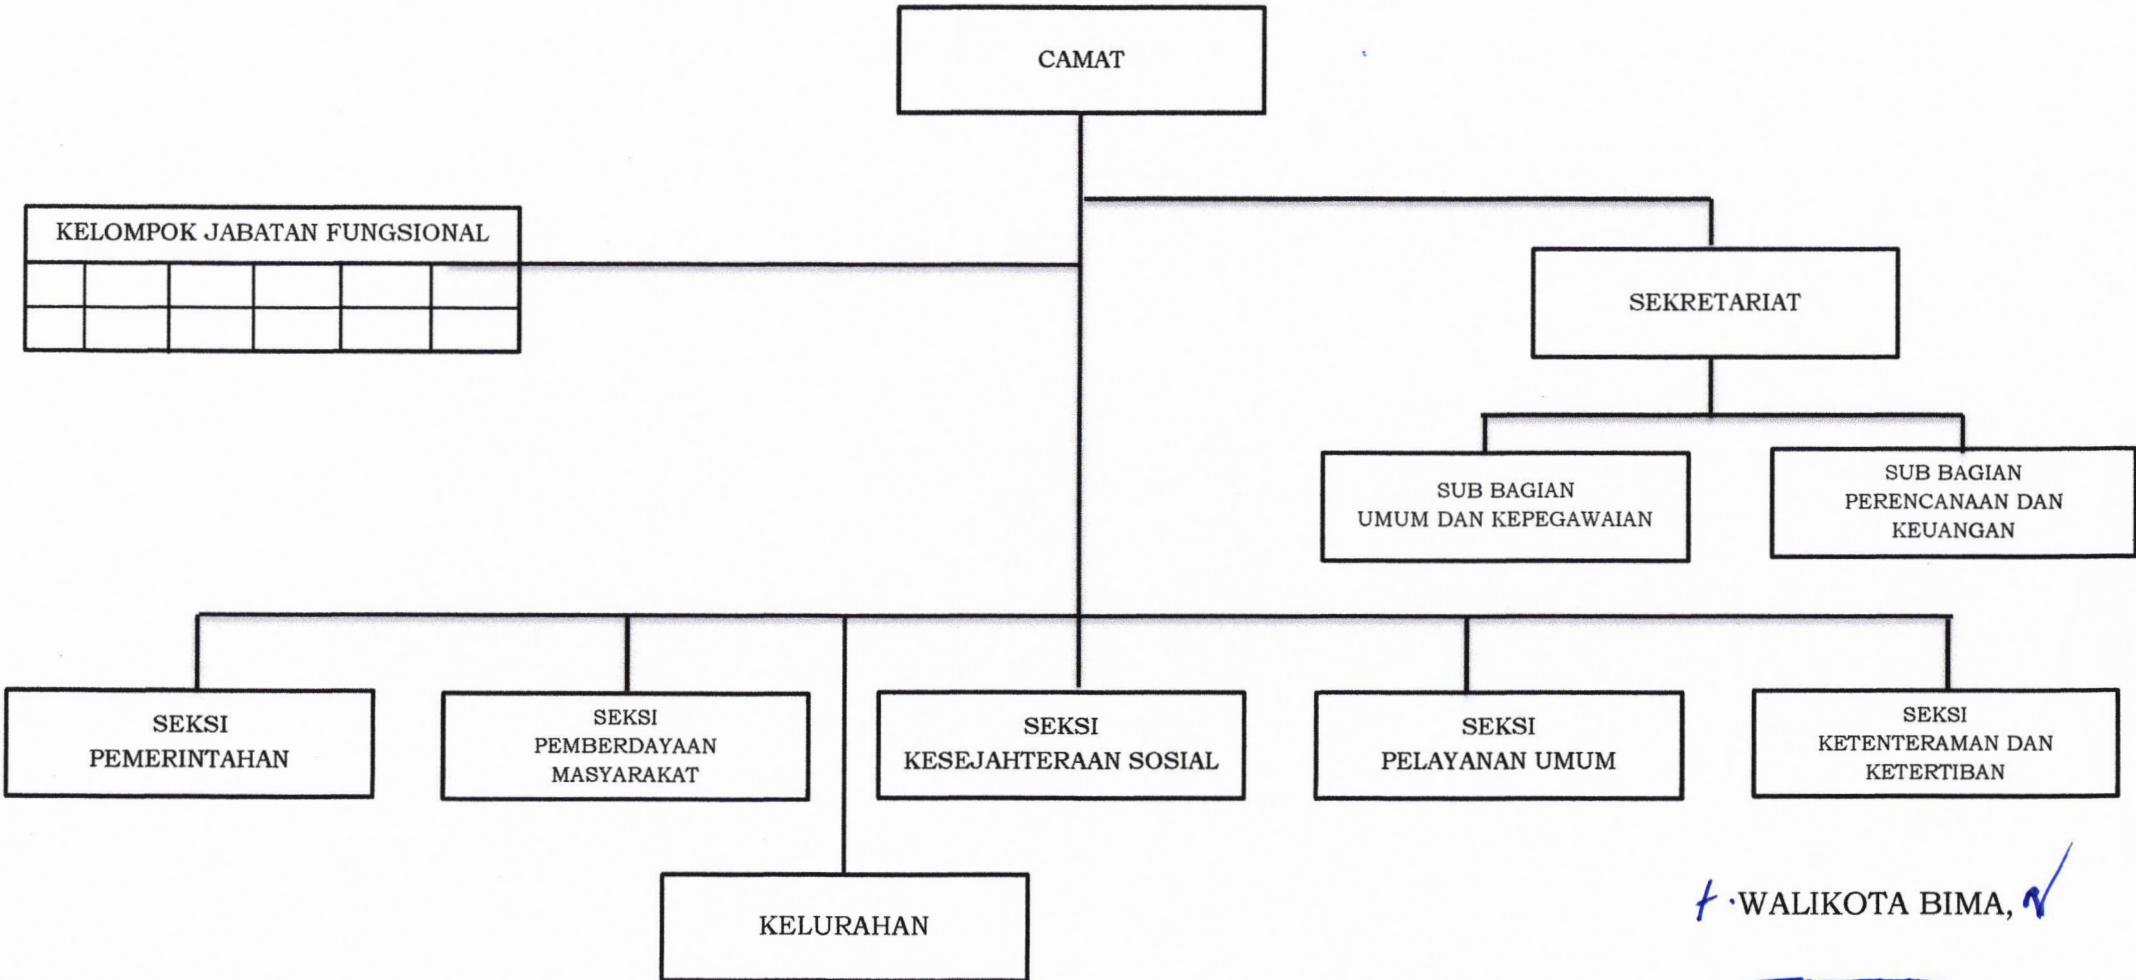 CAMAT
KELOMPOK JABATAN FUNGSIONAL
SEKRETARIAT
SUB BAGIAN
UMUM DAN KEPEGAWAIAN
SUB BAGIAN
PERENCANAAN DAN
KEUANGAN
SEKSI
PEMERINTAHAN
SEKSI
PEMBERDAYAAN
MASYARAKAT
SEKSI
KESEJAHTERAAN SOSIAL
SEKSI
PELAYANAN UMUM
SEKSI
KETENTERAMAN DAN
KETERTIBAN
KELURAHAN
WALIKOTA BIMA,